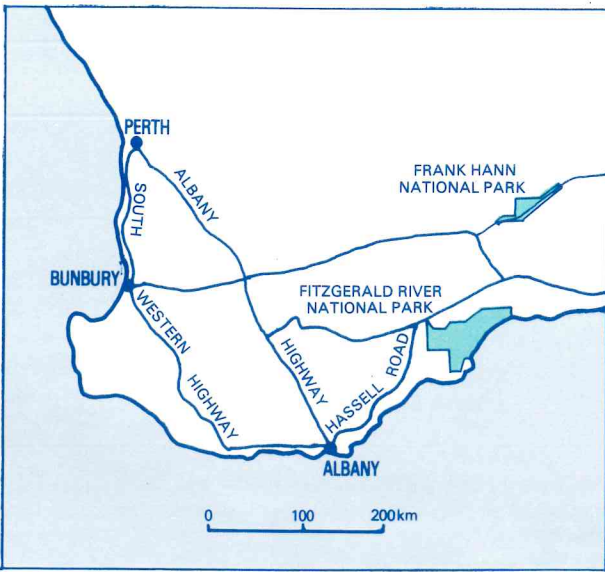 PERTH
SOUTH
ALBANY
FRANK HANN
NATIONAL PARK
BUNBURY
FITZGERALD RIVER
NATIONAL PARK
WESTERN
HIGHWAY
HIGHWAY
HASSELL ROAD
ALBANY
0 100 200km